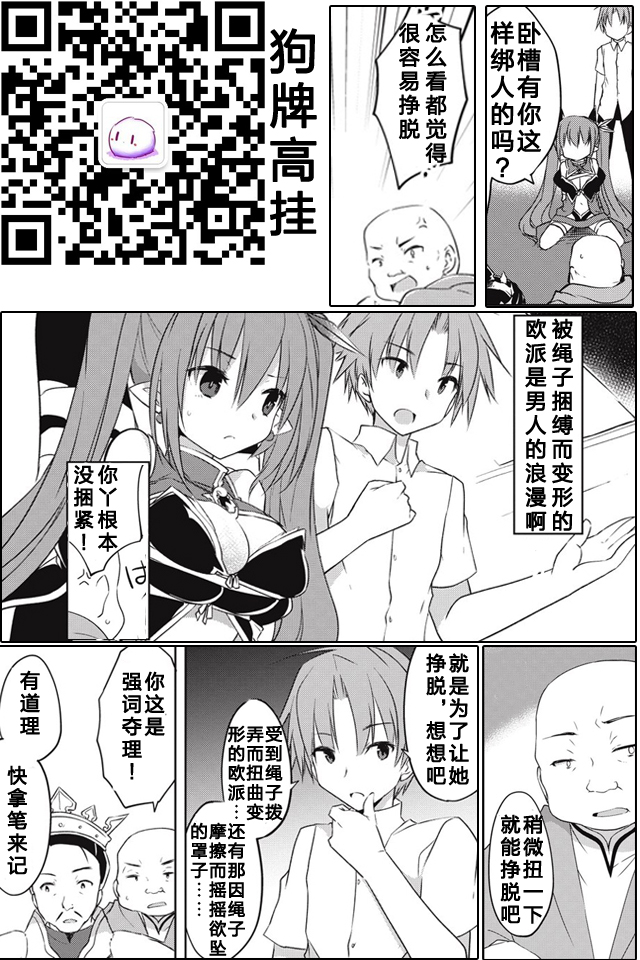 卧槽有你这
样绑人的吗?
怎么看都觉得
很容易挣脱
狗牌高挂
被绳子捆缚而变形的
欧派是男人的浪漫啊
你丫根本
没捆紧!
は
稍微扭一下
就能挣脱吧
就是为了让她
挣脱,想想吧
受到绳子拨
弄而扭曲变
形的欧派…
…还有那因绳子
摩擦而摇摇欲坠
的罩子……
你这是
强词夺理!
有道理
快拿笔来记